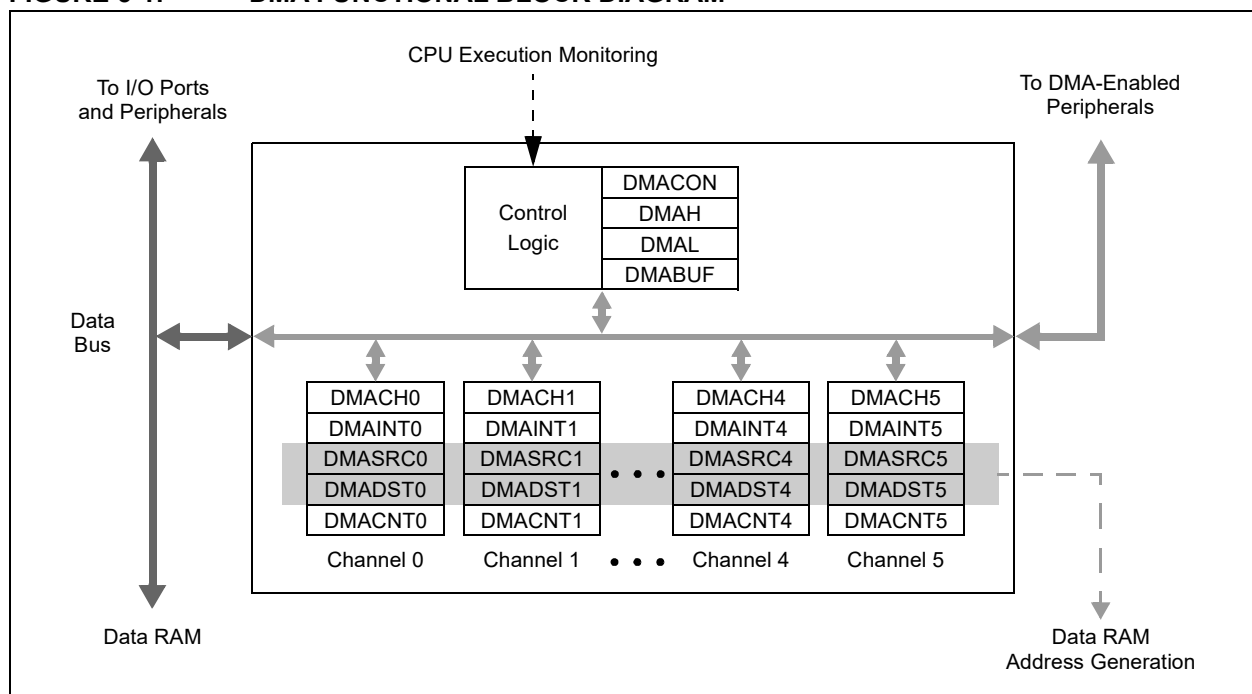 CPU Execution Monitoring
To I/O Ports
and Peripherals
To DMA-Enabled
Peripherals
Control
Logic
DMACON
DMAH
DMAL
DMABUF
Data
Bus
DMACH0
DMAINT0
DMASRC0
DMADST0
DMACNT0
Channel 0
DMACH1
DMAINT1
DMASRC1
DMADST1
DMACNT1
Channel 1
DMACH4
DMAINT4
DMASRC4
DMADST4
DMACNT4
Channel 4
DMACH5
DMAINT5
DMASRC5
DMADST5
DMACNT5
Channel 5
Data RAM
Data RAM
Address Generation